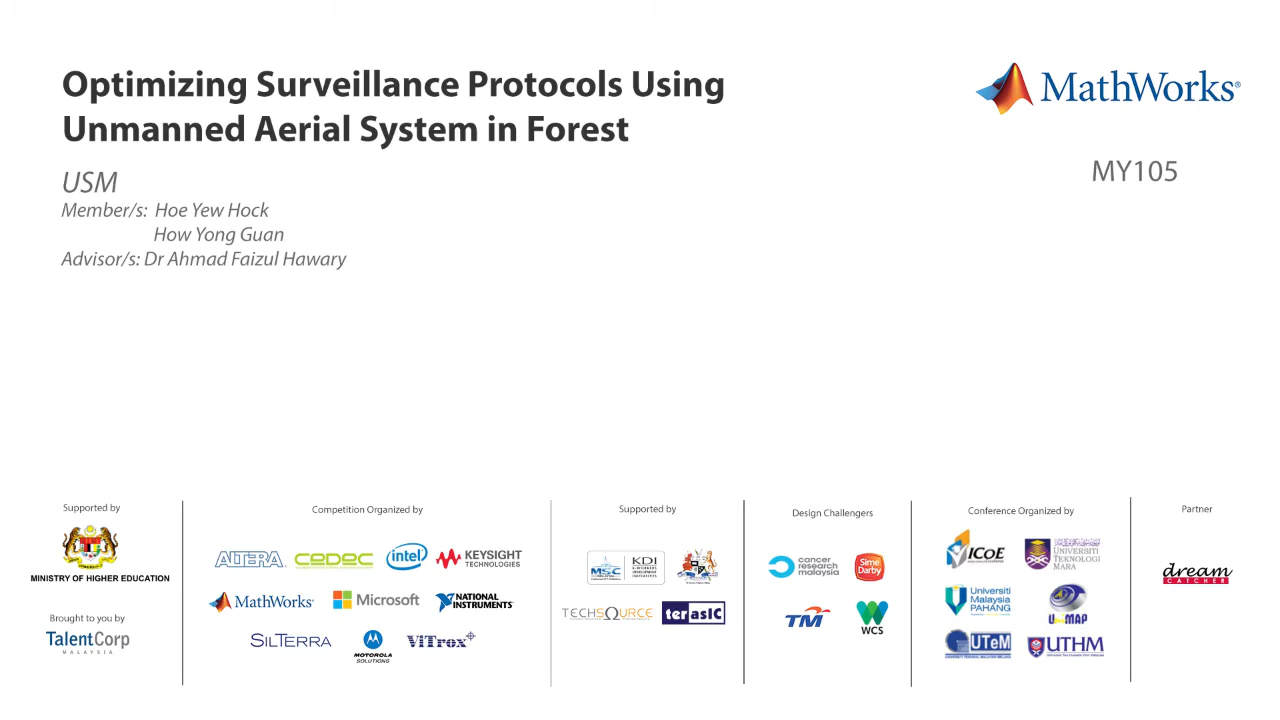 Optimizing Surveillance Protocols Using
Unmanned Aerial System in Forest
MathWorks®
MY105
USM
Member/s: Hoe Yew Hock
How Yong Guan
Advisor/s: Dr Ahmad Faizul Hawary
Supported by
MINISTRY OF HIGHER EDUCATION
Brought to you by
TalentCorp
MALAYSIA
Competition Organized by
ALTERA
CEDEC
intel
KEYSIGHT
TECHNOLOGIES
MathWorks
Microsoft
NATIONAL
INSTRUMENTS
SILTERRA
MOTOROLA
SOLUTIONS
ViTrox
Supported by
MSC
KDI
TECHSOURCE
terasIC
Design Challengers
cancer
research
malaysia
Sime
Darby
TM
WCS
Conference Organized by
ICoE
UNIVERSITI
TEKNOLOGI
MARA
Universiti
Malaysia
PAHANG
UniMAP
UTeM
UTHM
Partner
dream
CATCHER